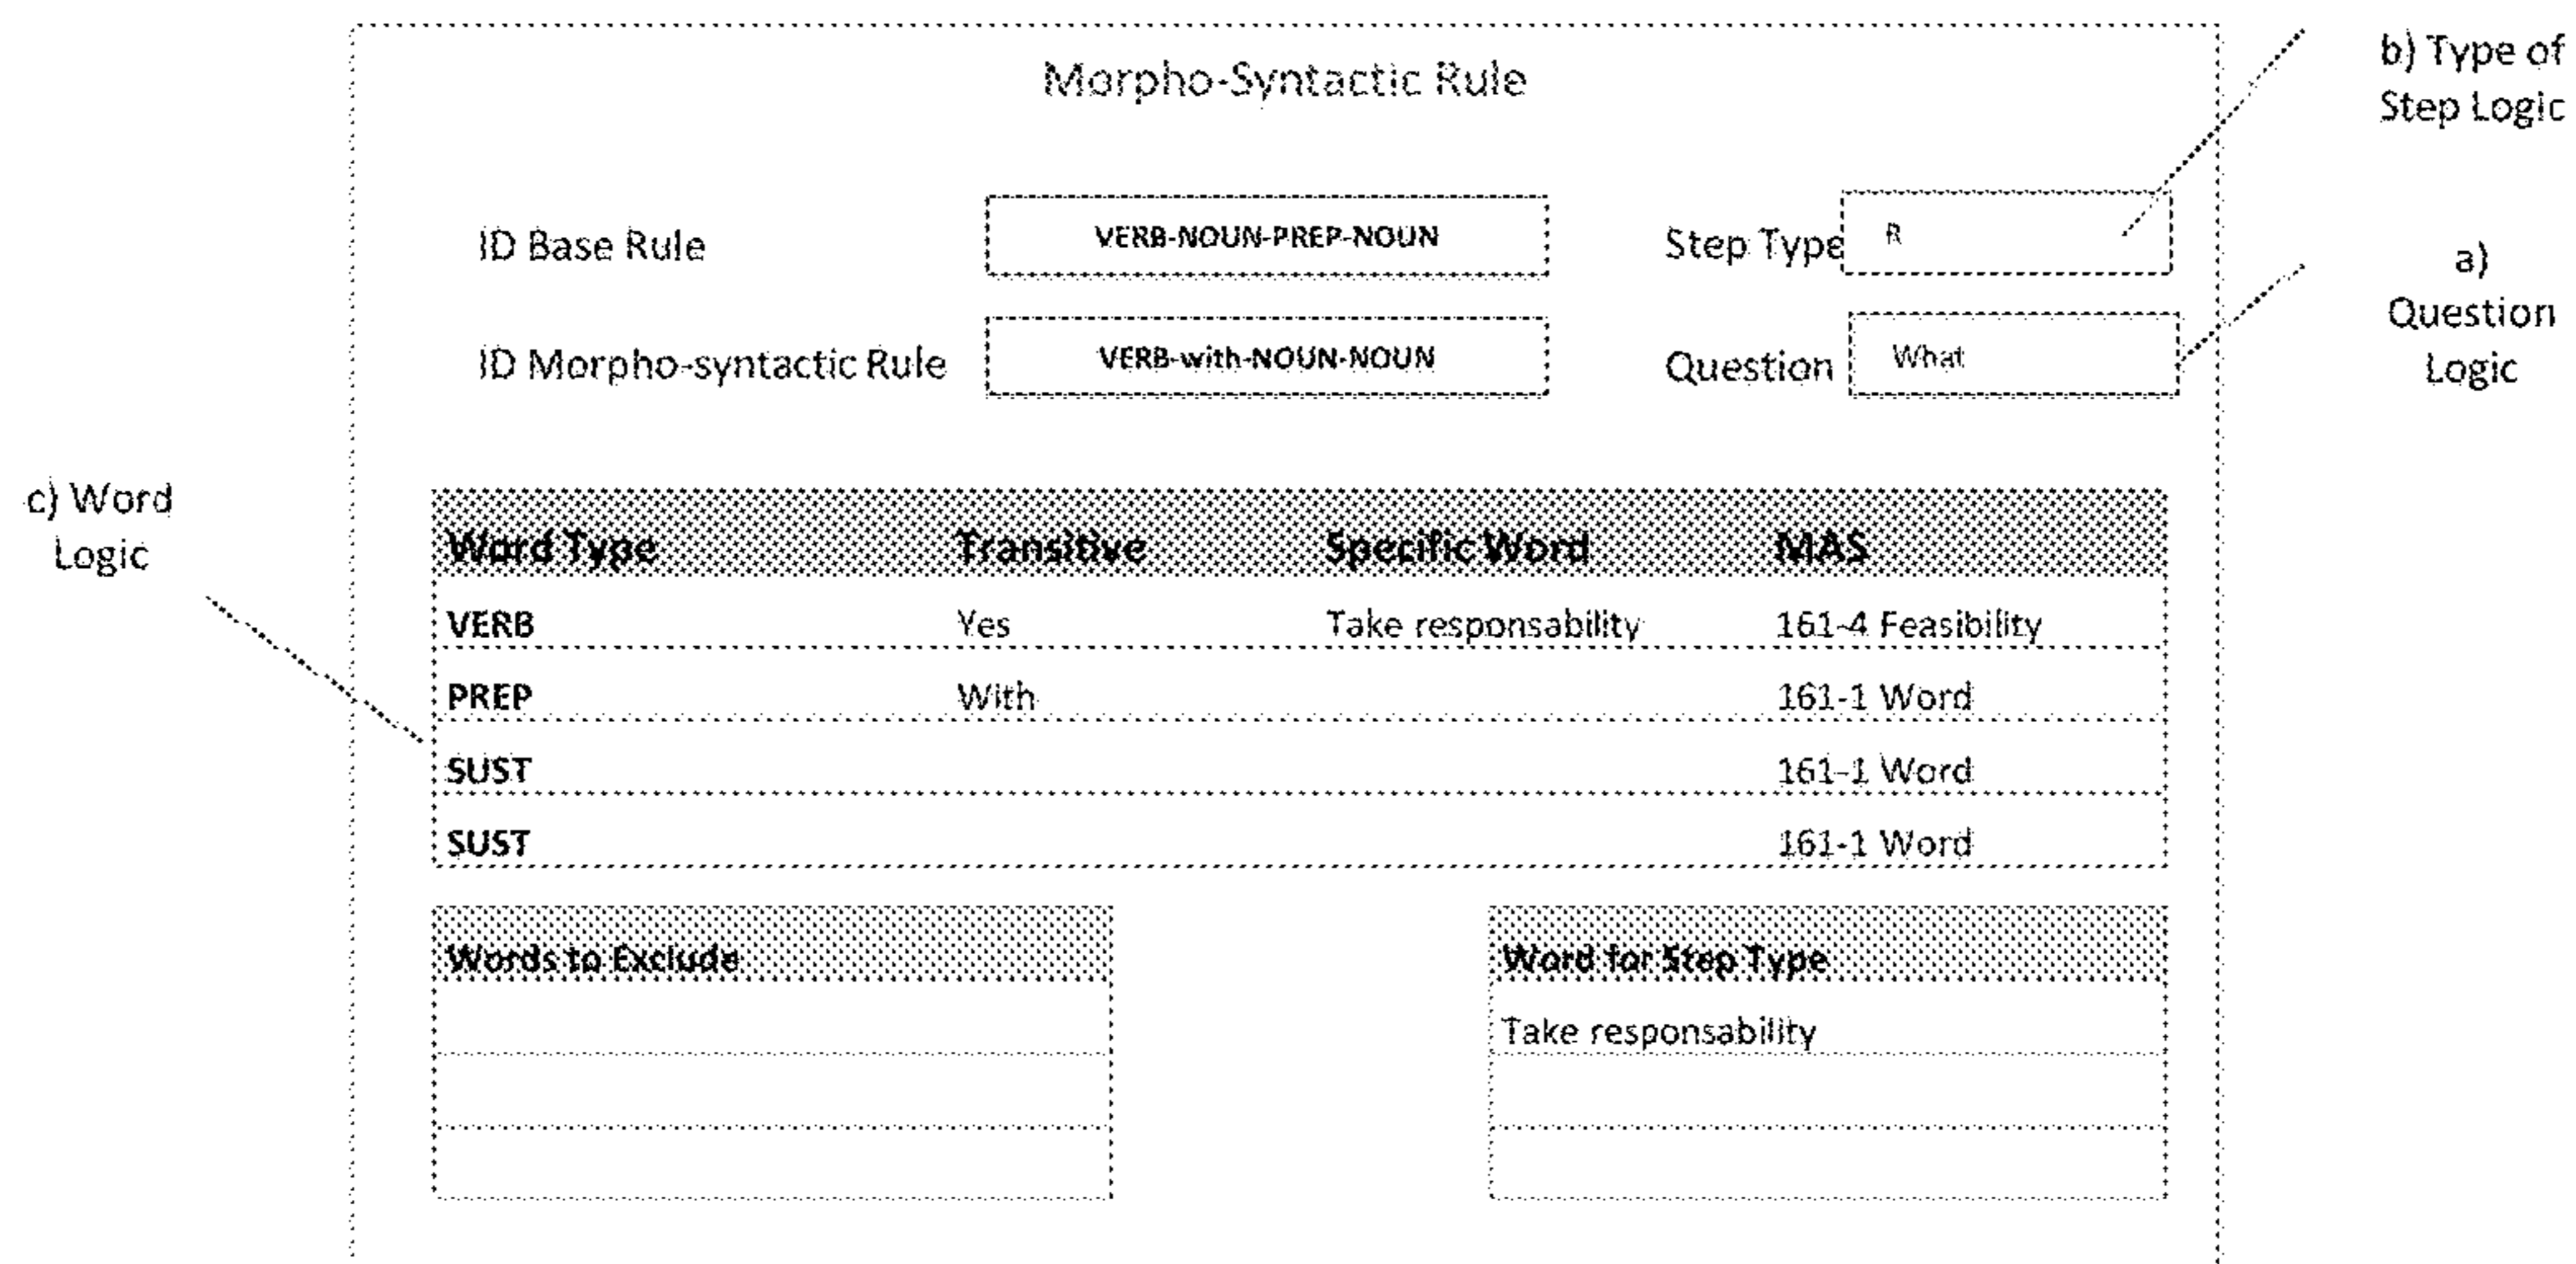 Morpho-Syntactic Rule
b) Type of
Step Logic
ID Base Rule
VERB-NOUN-PREP-NOUN
Step Type
R
a)
Question
Logic
ID Morpho-syntactic Rule
VERB-with-NOUN-NOUN
Question
What
c) Word
Logic
Word Type Transitive Specific Word MAS
VERB Yes Take responsability 161-4 Feasibility
PREP With 161-1 Word
SUST 161-1 Word
SUST 161-1 Word
Words to Exclude
Word for Step Type
Take responsability